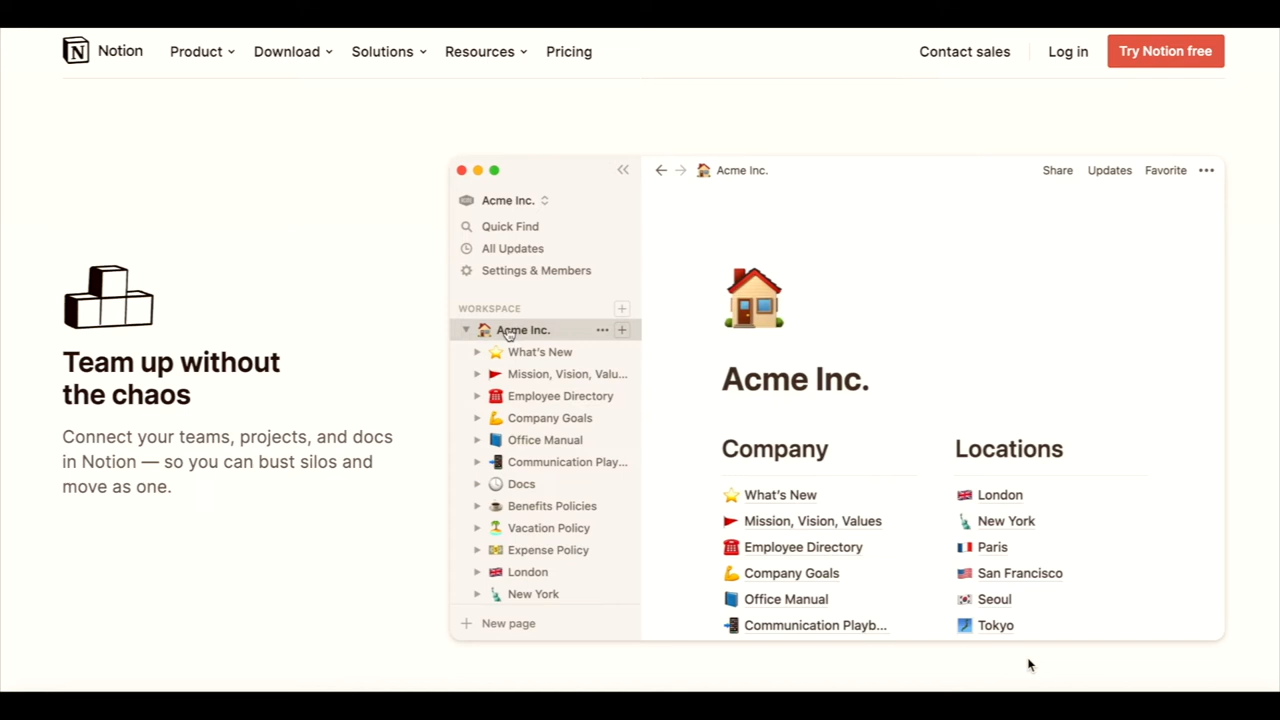 Notion Product Download Solutions Resources Pricing Contact sales Log in Try Notion free
Team up without
the chaos
Connect your teams, projects, and docs
in Notion — so you can bust silos and
move as one.
Acme Inc.
Quick Find
All Updates
Settings & Members
WORKSPACE
Acme Inc.
What's New
Mission, Vision, Valu...
Employee Directory
Company Goals
Office Manual
Communication Play...
Docs
Benefits Policies
Vacation Policy
Expense Policy
London
New York
New page
Acme Inc. Share Updates Favorite
Acme Inc.
Company
What's New
Mission, Vision, Values
Employee Directory
Company Goals
Office Manual
Communication Playb...
Locations
London
New York
Paris
San Francisco
Seoul
Tokyo